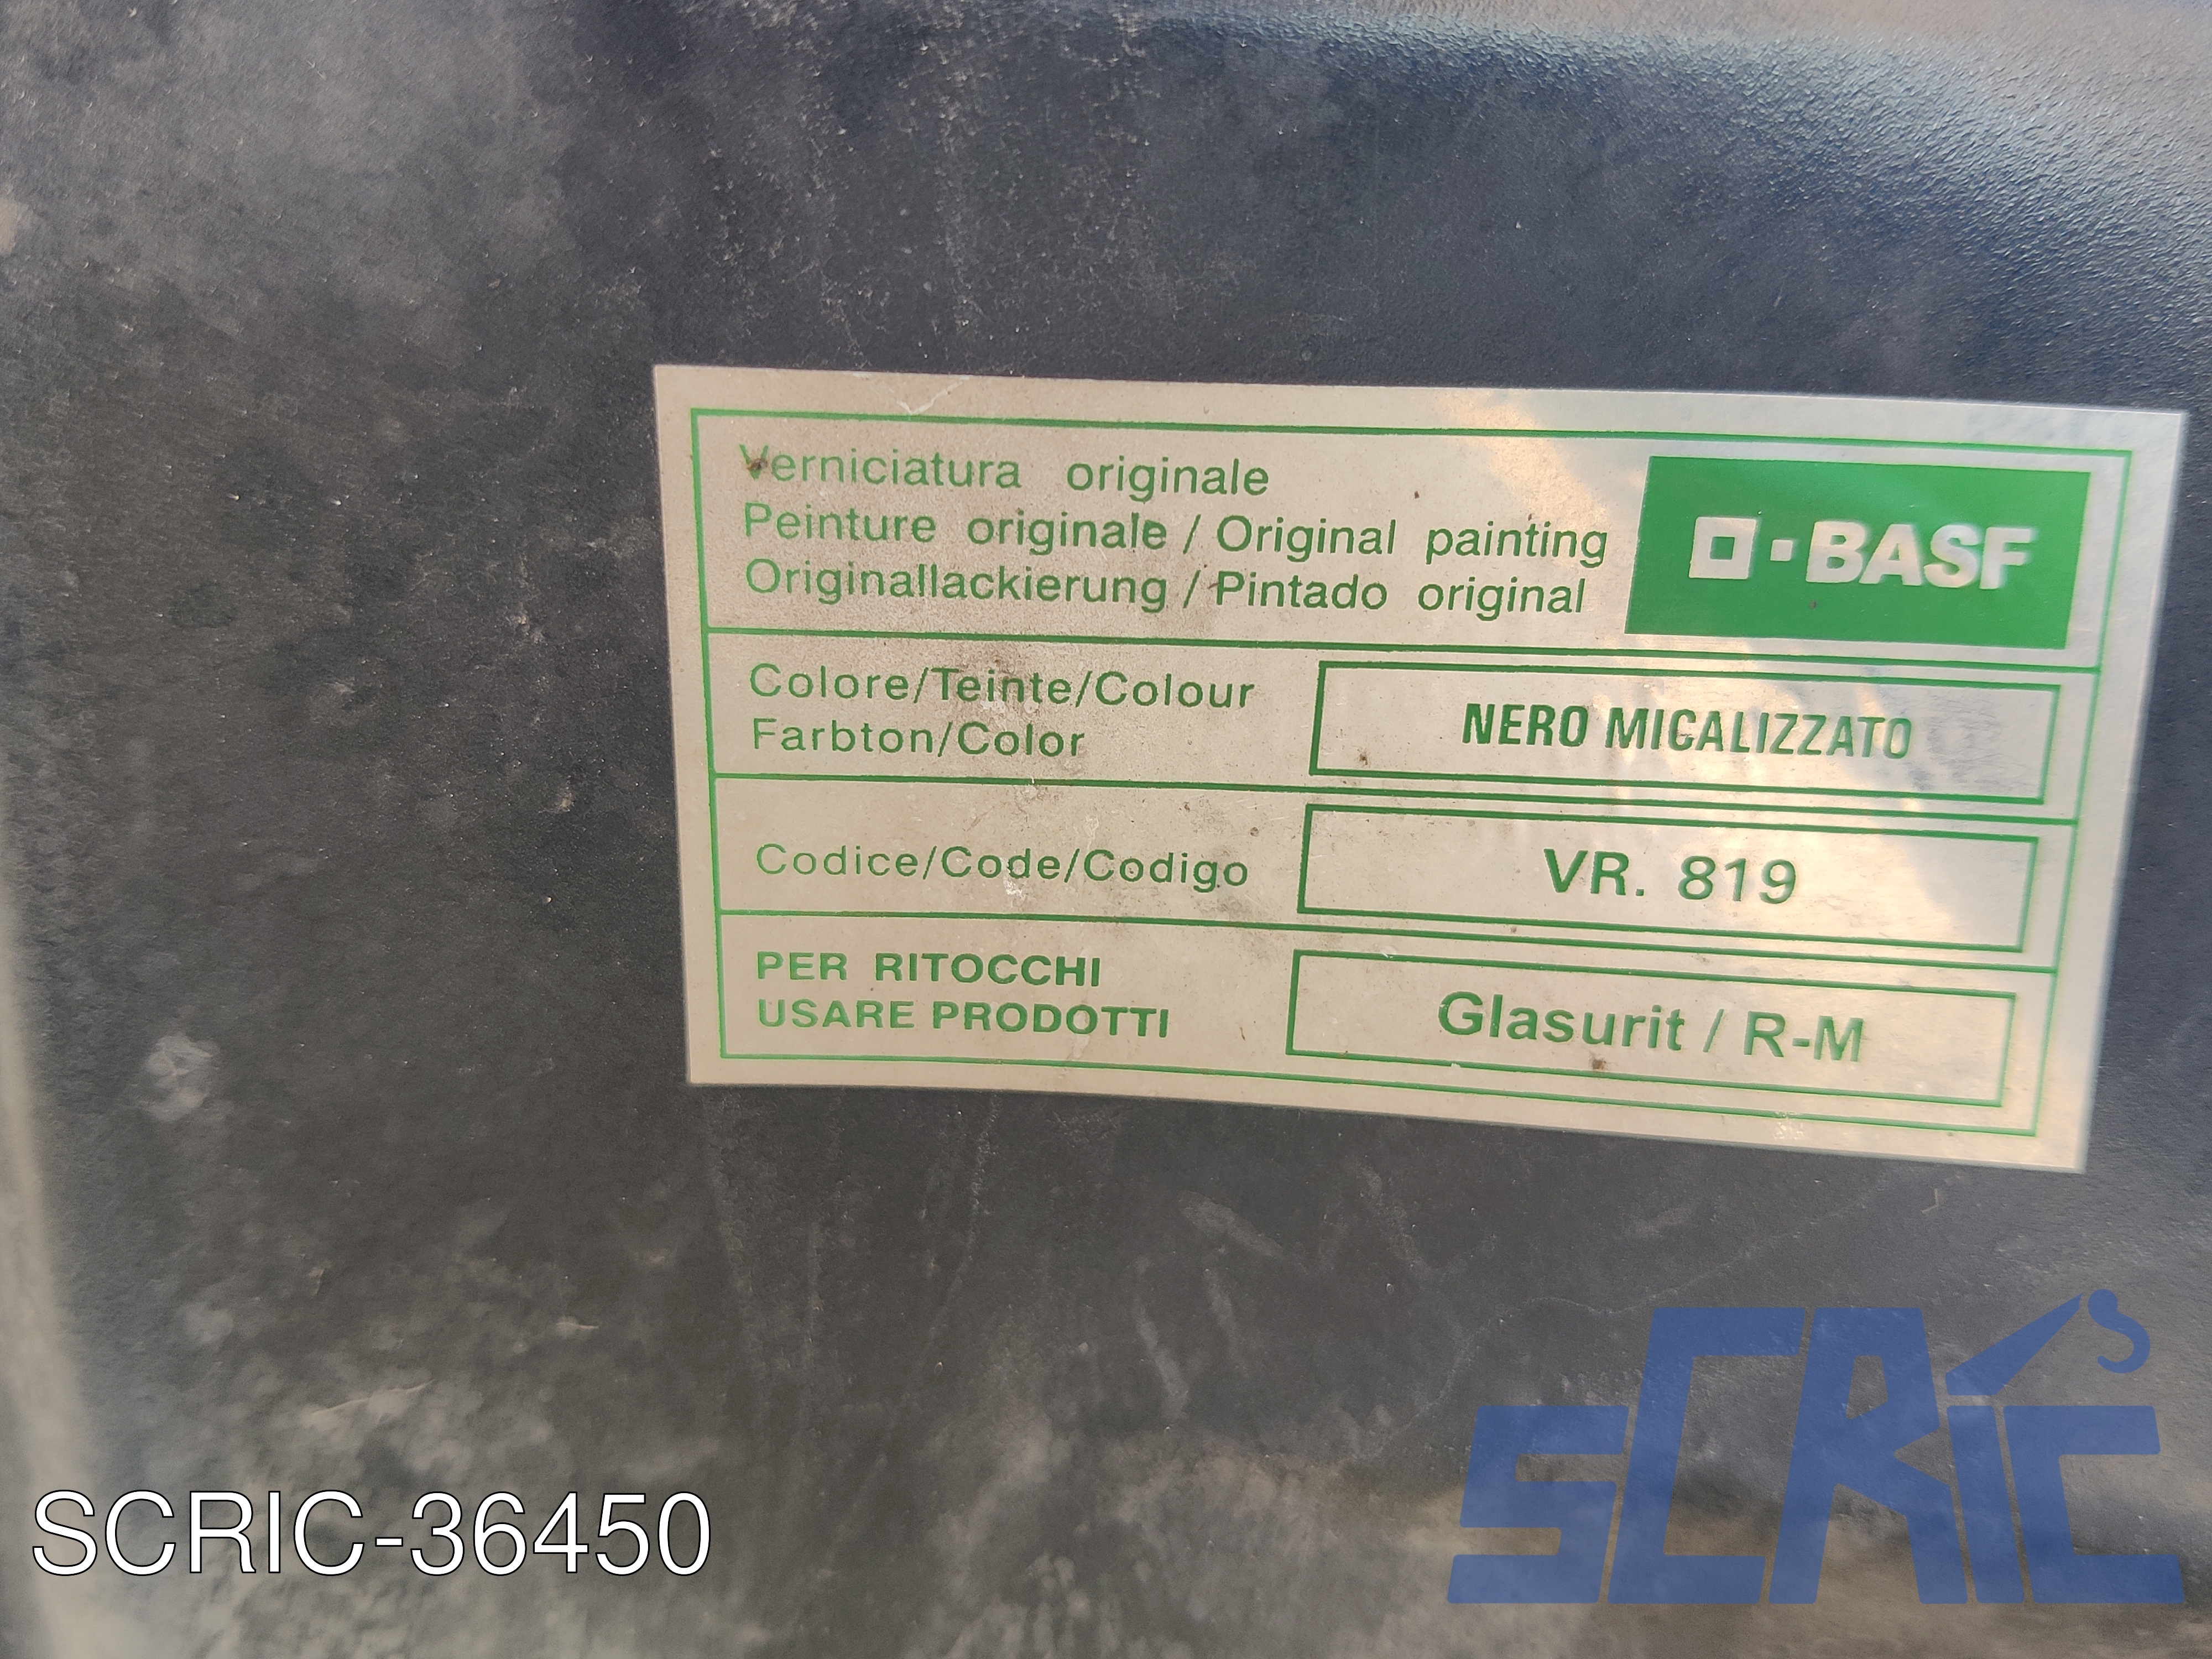 Verniciatura originale
Peinture originale / Original painting
Originallackierung / Pintado original
BASF
Colore/Teinte/Colour
Farbton/Color
NERO MICALIZZATO
Codice/Code/Codigo
VR. 819
PER RITOCCHI
USARE PRODOTTI
Glasurit / R-M
SCRIC's
SCRIC-36450